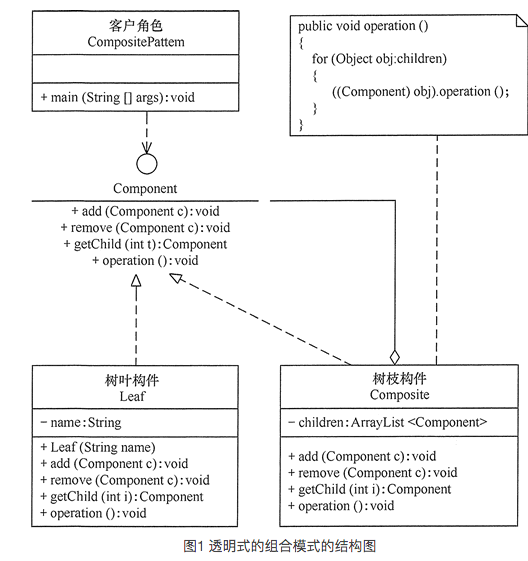 客户角色
CompositePattem
+ main (String [] args): void
public void operation ()
{
for (Object obj:children)
{
((Component) obj).operation ();
}
}
Component
+ add (Component c): void
+ remove (Component c): void
+ getChild (int t): Component
+ operation (): void
树叶构件
Leaf
- name: String
+ Leaf (String name)
+ add (Component c): void
+ remove (Component c): void
+ getChild (int i): Component
+ operation (): void
树枝构件
Composite
- children: ArrayList <Component>
+ add (Component c): void
+ remove (Component c): void
+ getChild (int i): Component
+ operation (): void
图1 透明式的组合模式的结构图